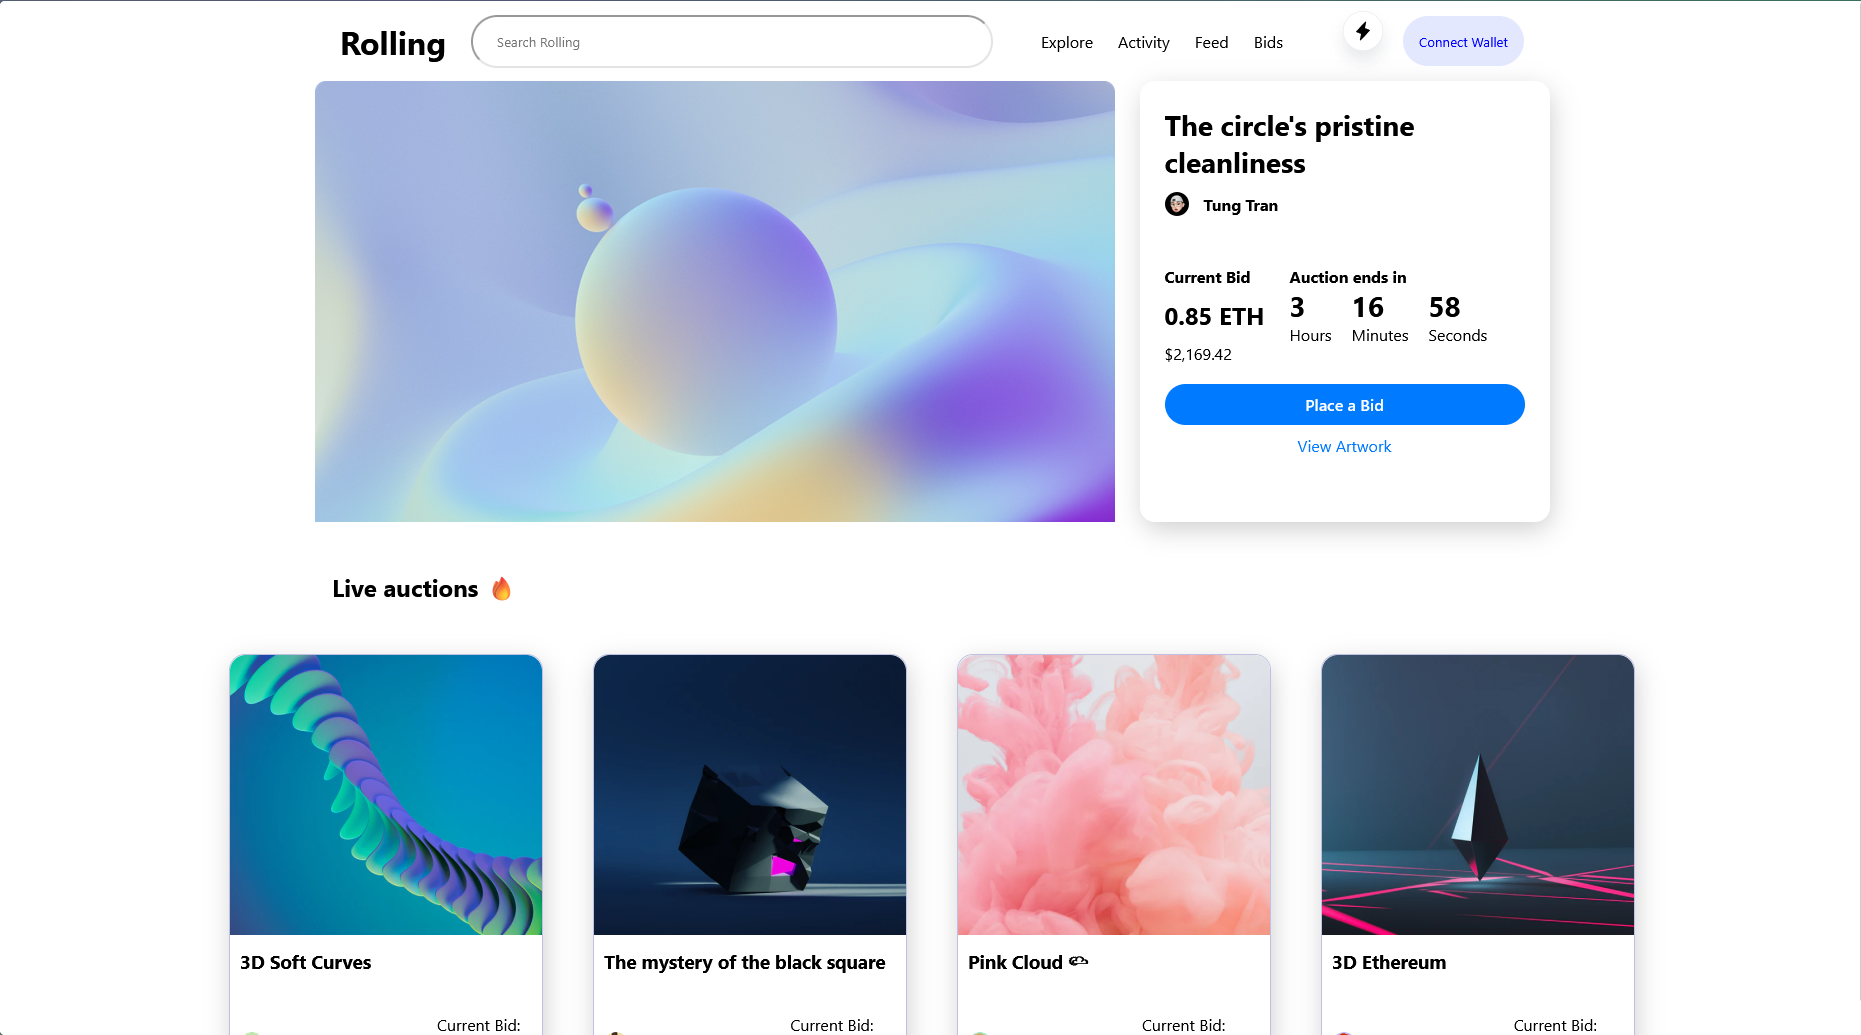 Rolling
Search Rolling
Explore
Activity
Feed
Bids
Connect Wallet
The circle's pristine
cleanliness
Tung Tran
Current Bid
Auction ends in
0.85 ETH
3
16
58
Hours
Minutes
Seconds
$2,169.42
Place a Bid
View Artwork
Live auctions 🔥
3D Soft Curves
The mystery of the black square
Pink Cloud
3D Ethereum
Current Bid:
Current Bid:
Current Bid:
Current Bid: